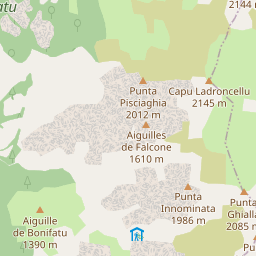 atu
2144 m
Punta
Pisciaghia
2012 m
Capu Ladroncellu
2145 m
Aiguilles
de Falcone
1610 m
Punta
Innominata
1986 m
Punta
Ghialla
2085 m
Aiguille
de Bonifatu
1390 m